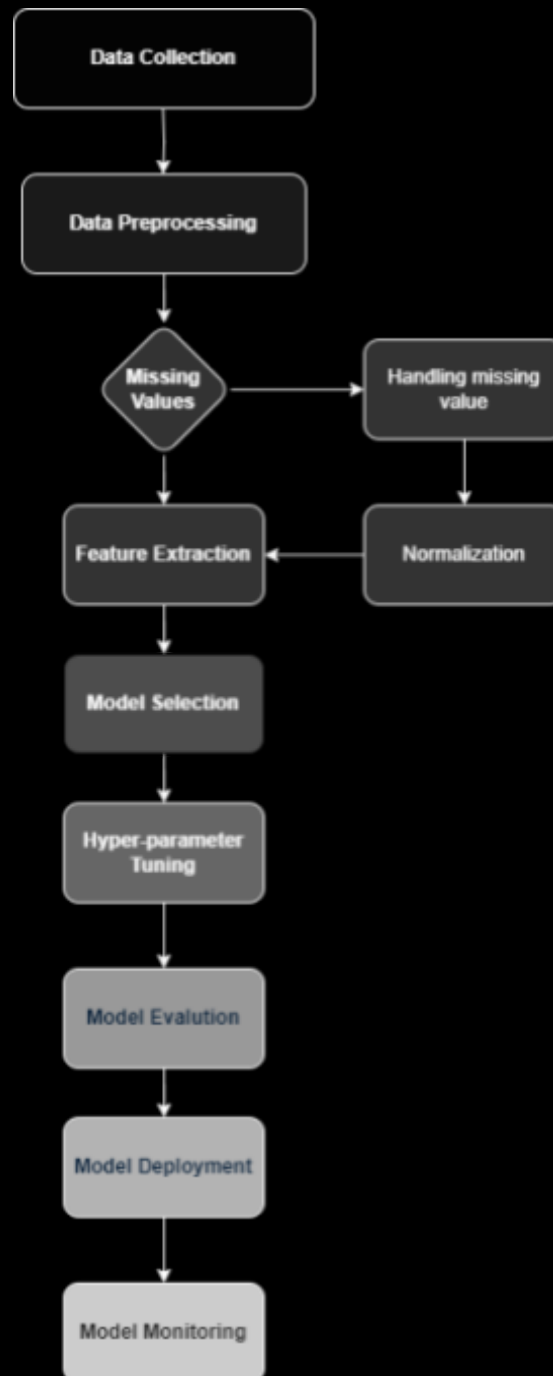 Data Collection
Data Preprocessing
Missing
Values
Handling missing
value
Feature Extraction
Normalization
Model Selection
Hyper-parameter
Tuning
Model Evalution
Model Deployment
Model Monitoring